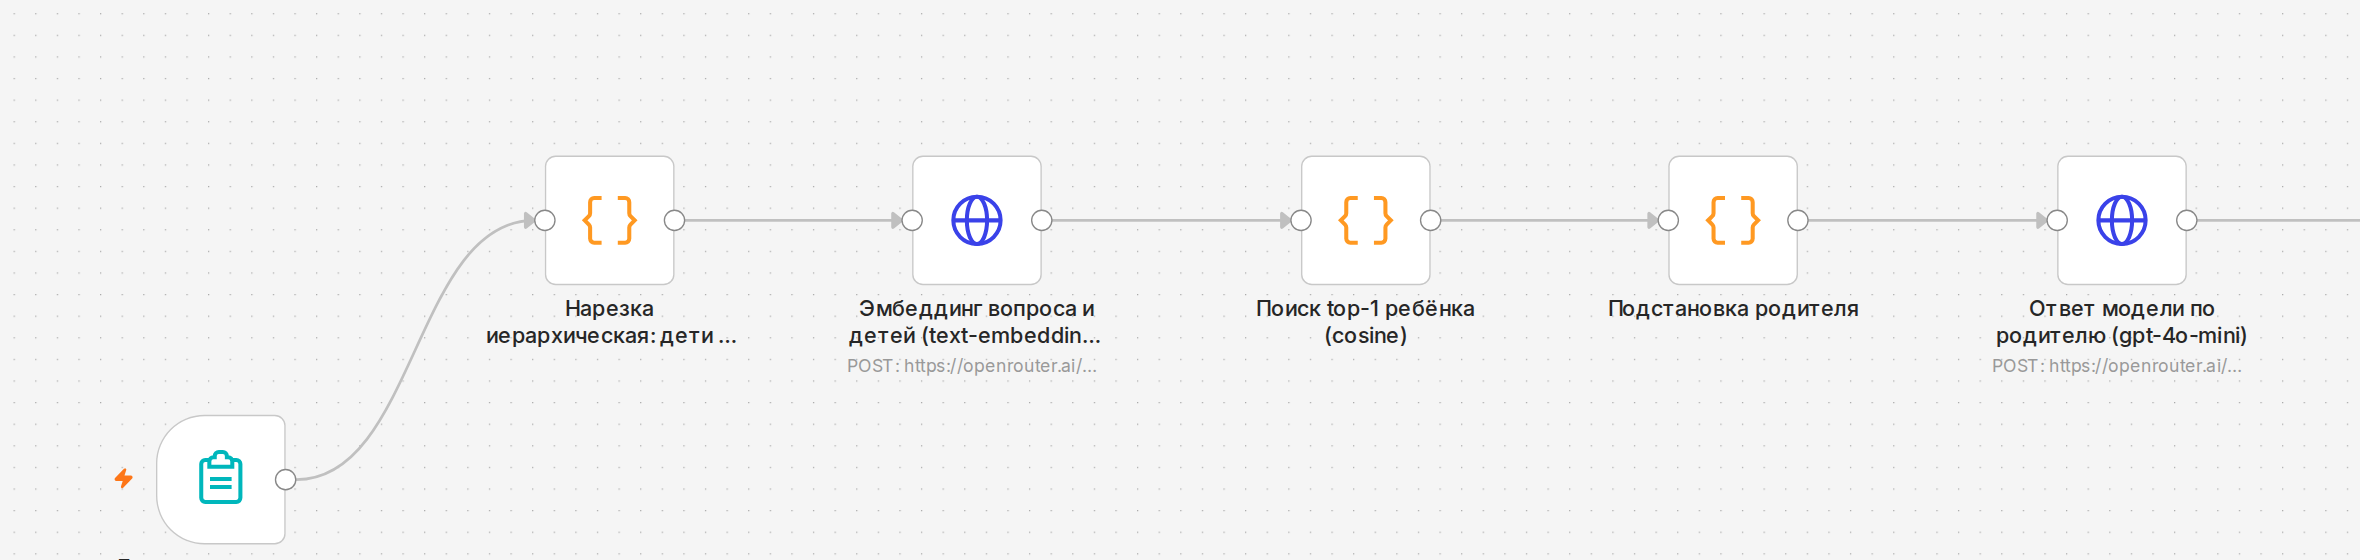 Нарезка
иерархическая: дети ...
Эмбеддинг вопроса и
детей (text-embeddin...
POST: https://openrouter.ai/...
Поиск top-1 ребёнка
(cosine)
Подстановка родителя
Ответ модели по
родителю (gpt-4o-mini)
POST: https://openrouter.ai/...